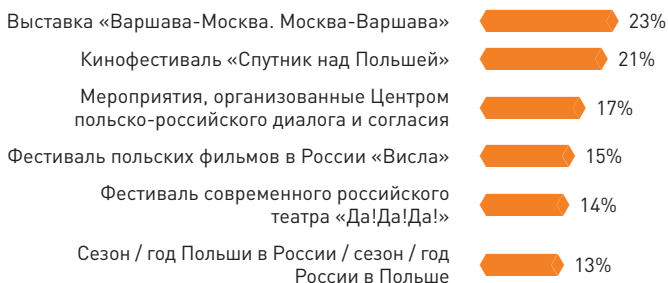 Выставка «Варшава-Москва. Москва-Варшава» 23%
Кинофестиваль «Спутник над Польшей» 21%
Мероприятия, организованные Центром
польско-российского диалога и согласия 17%
Фестиваль польских фильмов в России «Висла» 15%
Фестиваль современного российского
театра «Да!Да!Да!» 14%
Сезон / год Польши в России / сезон / год
России в Польше 13%